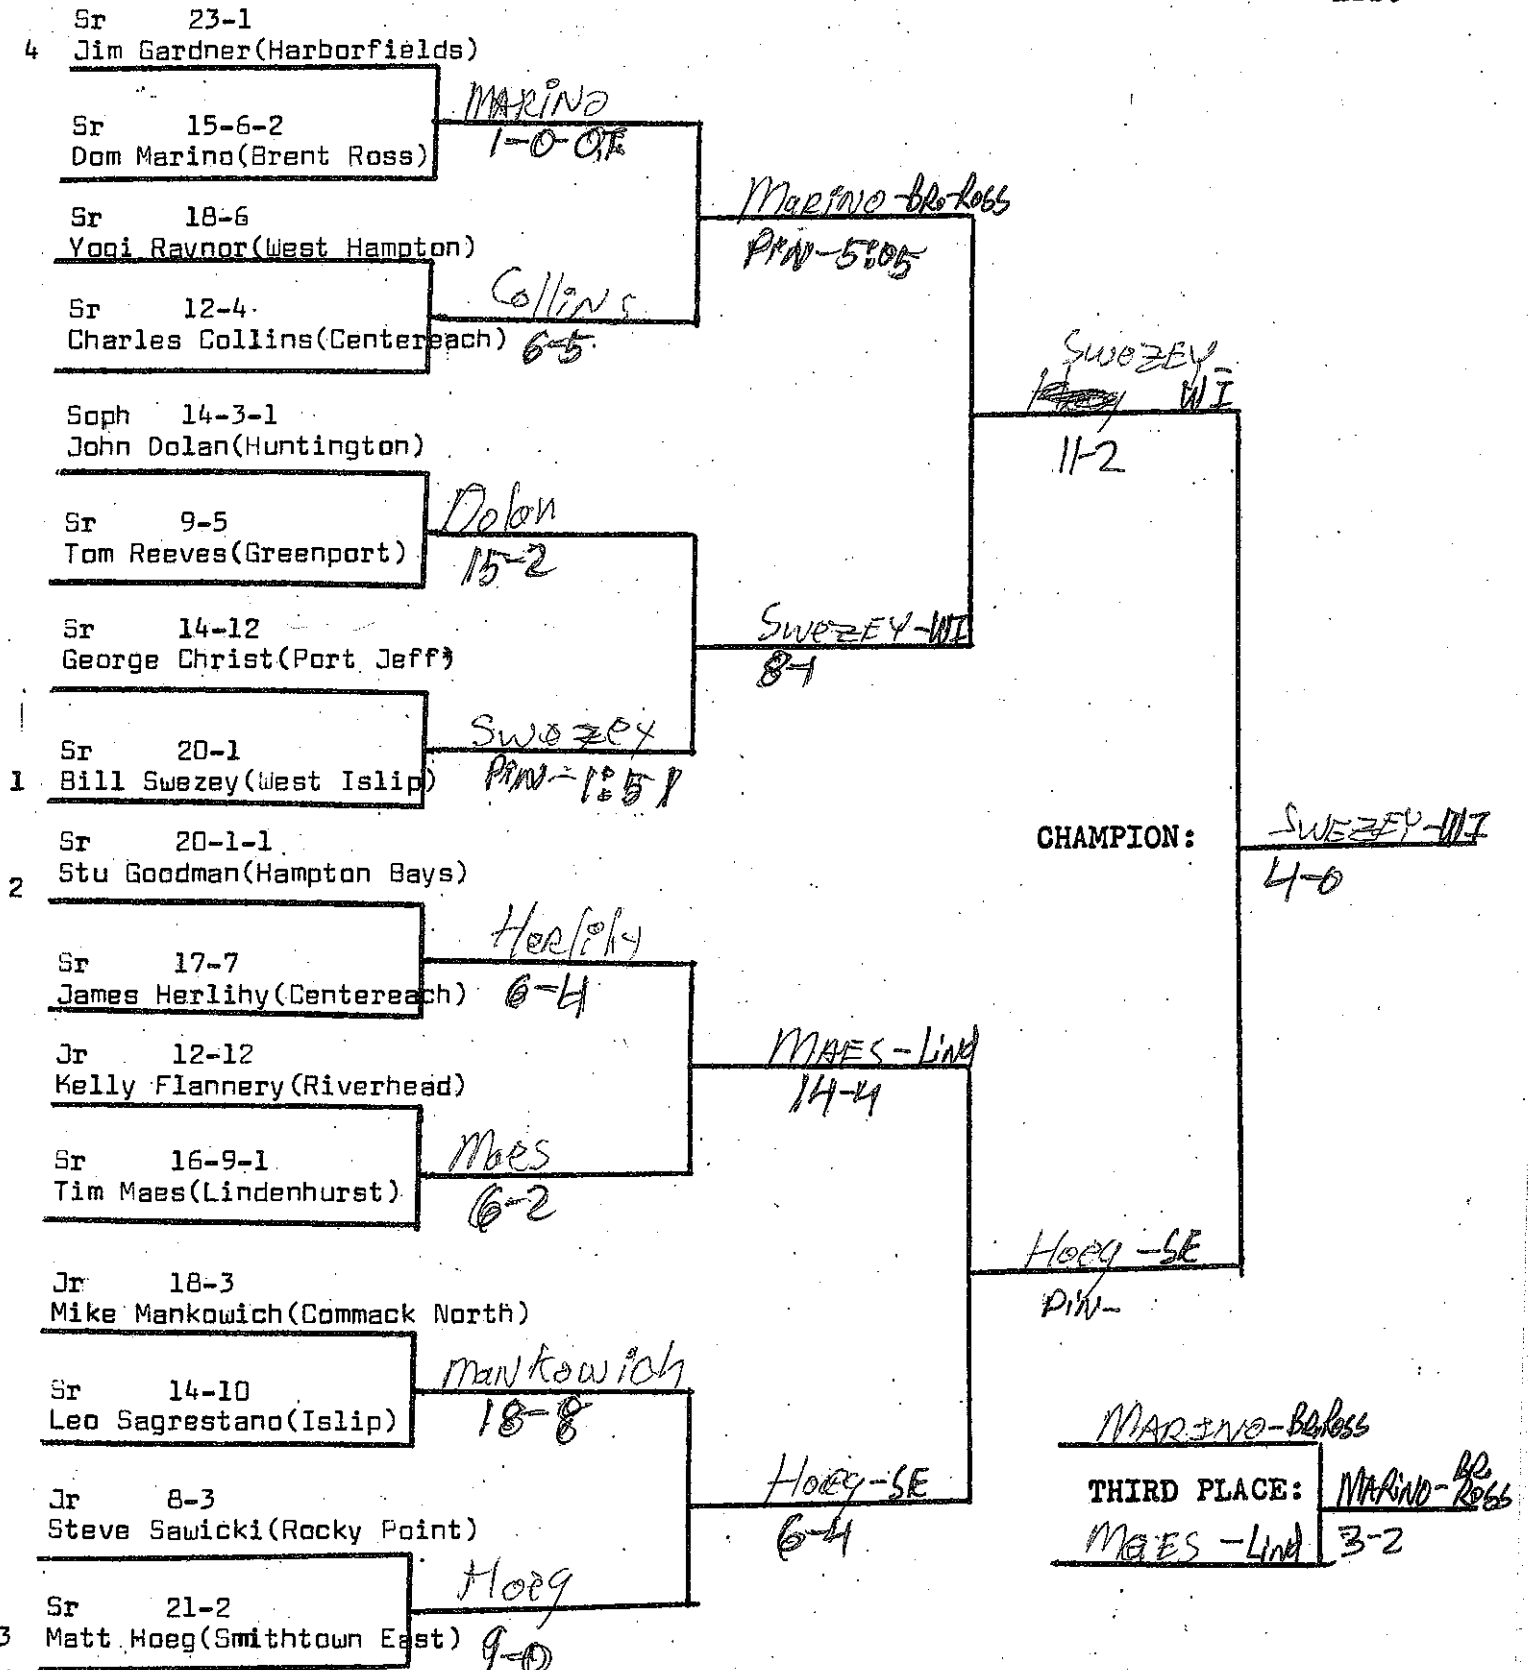 Sr 23-1
4 Jim Gardner(Harborfields)
MARINO
1-0-OT
Sr 15-6-2
Dom Marino(Brent Ross)
Marino-BR-Ross
PIN-5:05
Sr 18-6
Yogi Raynor(West Hampton)
Collins
6-5
Sr 12-4
Charles Collins(Centereach)
Swezey
WI
11-2
Soph 14-3-1
John Dolan(Huntington)
Dolan
15-2
Sr 9-5
Tom Reeves(Greenport)
Swezey-WI
8-1
Sr 14-12
George Christ(Port Jeff)
Swezey
PIN-1:51
Sr 20-1
1 Bill Swezey(West Islip)
CHAMPION:
SWEZEY-WI
4-0
Sr 20-1-1
2 Stu Goodman(Hampton Bays)
Herlihy
6-4
Sr 17-7
James Herlihy(Centereach)
MAES-Lind
14-4
Jr 12-12
Kelly Flannery(Riverhead)
Maes
6-2
Sr 16-9-1
Tim Maes(Lindenhurst)
Hoeg-SE
PIN-
Jr 18-3
Mike Mankowich(Commack North)
Mankowich
18-8
Sr 14-10
Leo Sagrestano(Islip)
Hoeg-SE
6-4
Jr 8-3
Steve Sawicki(Rocky Point)
Hoeg
9-0
Sr 21-2
3 Matt Hoeg(Smithtown East)
MARINO-BR.Ross
THIRD PLACE:
MARINO-BR. Ross
MAES-Lind
3-2